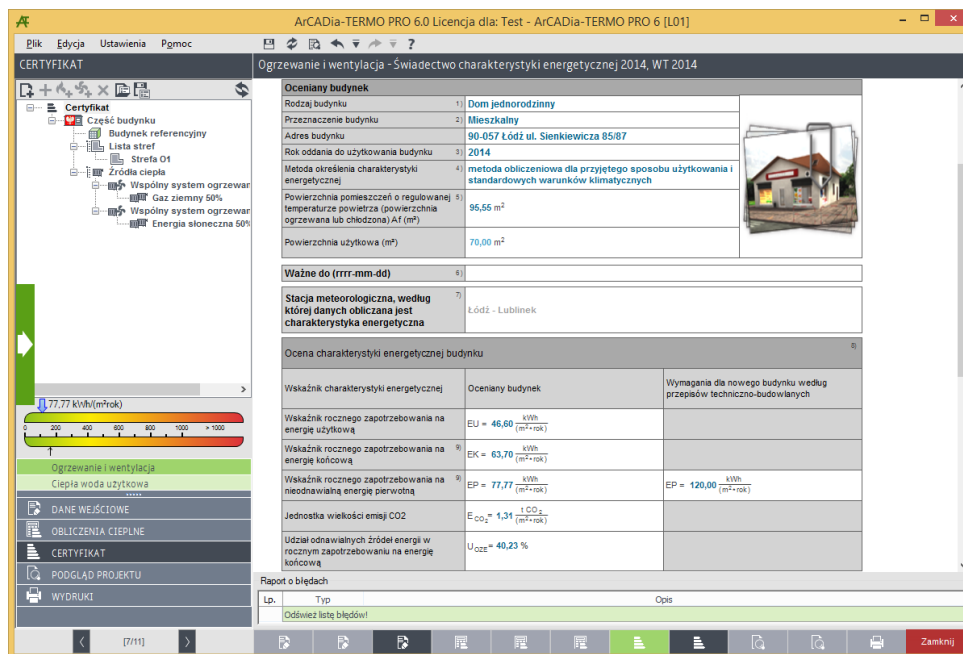 ArCADia-TERMO PRO 6.0 Licencja dla: Test - ArCADia-TERMO PRO 6 [L01]
Plik Edycja Ustawienia Pomoc
CERTYFIKAT
Ogrzewanie i wentylacja - Świadectwo charakterystyki energetycznej 2014, WT 2014
Certyfikat
Część budynku
Budynek referencyjny
Lista stref
Strefa O1
Źródła ciepła
Wspólny system ogrzewar
Gaz ziemny 50%
Wspólny system ogrzewar
Energia słoneczna 50%
77,77 kWh/(m²rok)
0 200 400 600 800 1000 > 1000
Ogrzewanie i wentylacja
Ciepła woda użytkowa
DANE WEJŚCIOWE
OBLICZENIA CIEPLNE
CERTYFIKAT
PODGLĄD PROJEKTU
WYDRUKI
[7/11]
Oceniany budynek
Rodzaj budynku 1) Dom jednorodzinny
Przeznaczenie budynku 2) Mieszkalny
Adres budynku 90-057 Łódź ul. Sienkiewicza 85/87
Rok oddania do użytkowania budynku 3) 2014
Metoda określenia charakterystyki energetycznej 4) metoda obliczeniowa dla przyjętego sposobu użytkowania i
standardowych warunków klimatycznych
Powierzchnia pomieszczeń o regulowanej 5)
temperaturze powietrza (powierzchnia
ogrzewana lub chłodzona) Af (m²)
95,55 m²
Powierzchnia użytkowa (m²) 70,00 m²
Ważne do (rrrr-mm-dd) 6)
Stacja meteorologiczna, według 7)
której danych obliczana jest
charakterystyka energetyczna
Łódź - Lublinek
Ocena charakterystyki energetycznej budynku 8)
Wskaźnik charakterystyki energetycznej
Oceniany budynek
Wymagania dla nowego budynku według
przepisów techniczno-budowlanych
Wskaźnik rocznego zapotrzebowania na
energię użytkową
EU = 46,60 kWh/(m²•rok)
Wskaźnik rocznego zapotrzebowania na 9)
energię końcową
EK = 63,70 kWh/(m²•rok)
Wskaźnik rocznego zapotrzebowania na 9)
nieodnawialną energię pierwotną
EP = 77,77 kWh/(m²•rok)
EP = 120,00 kWh/(m²•rok)
Jednostka wielkości emisji CO2
E CO₂ = 1,31 t CO₂/(m²•rok)
Udział odnawialnych źródeł energii w
rocznym zapotrzebowaniu na energię
końcową
U OZE = 40,23 %
Raport o błędach
Lp. Typ Opis
Odśwież listę błędów!
Zamknij